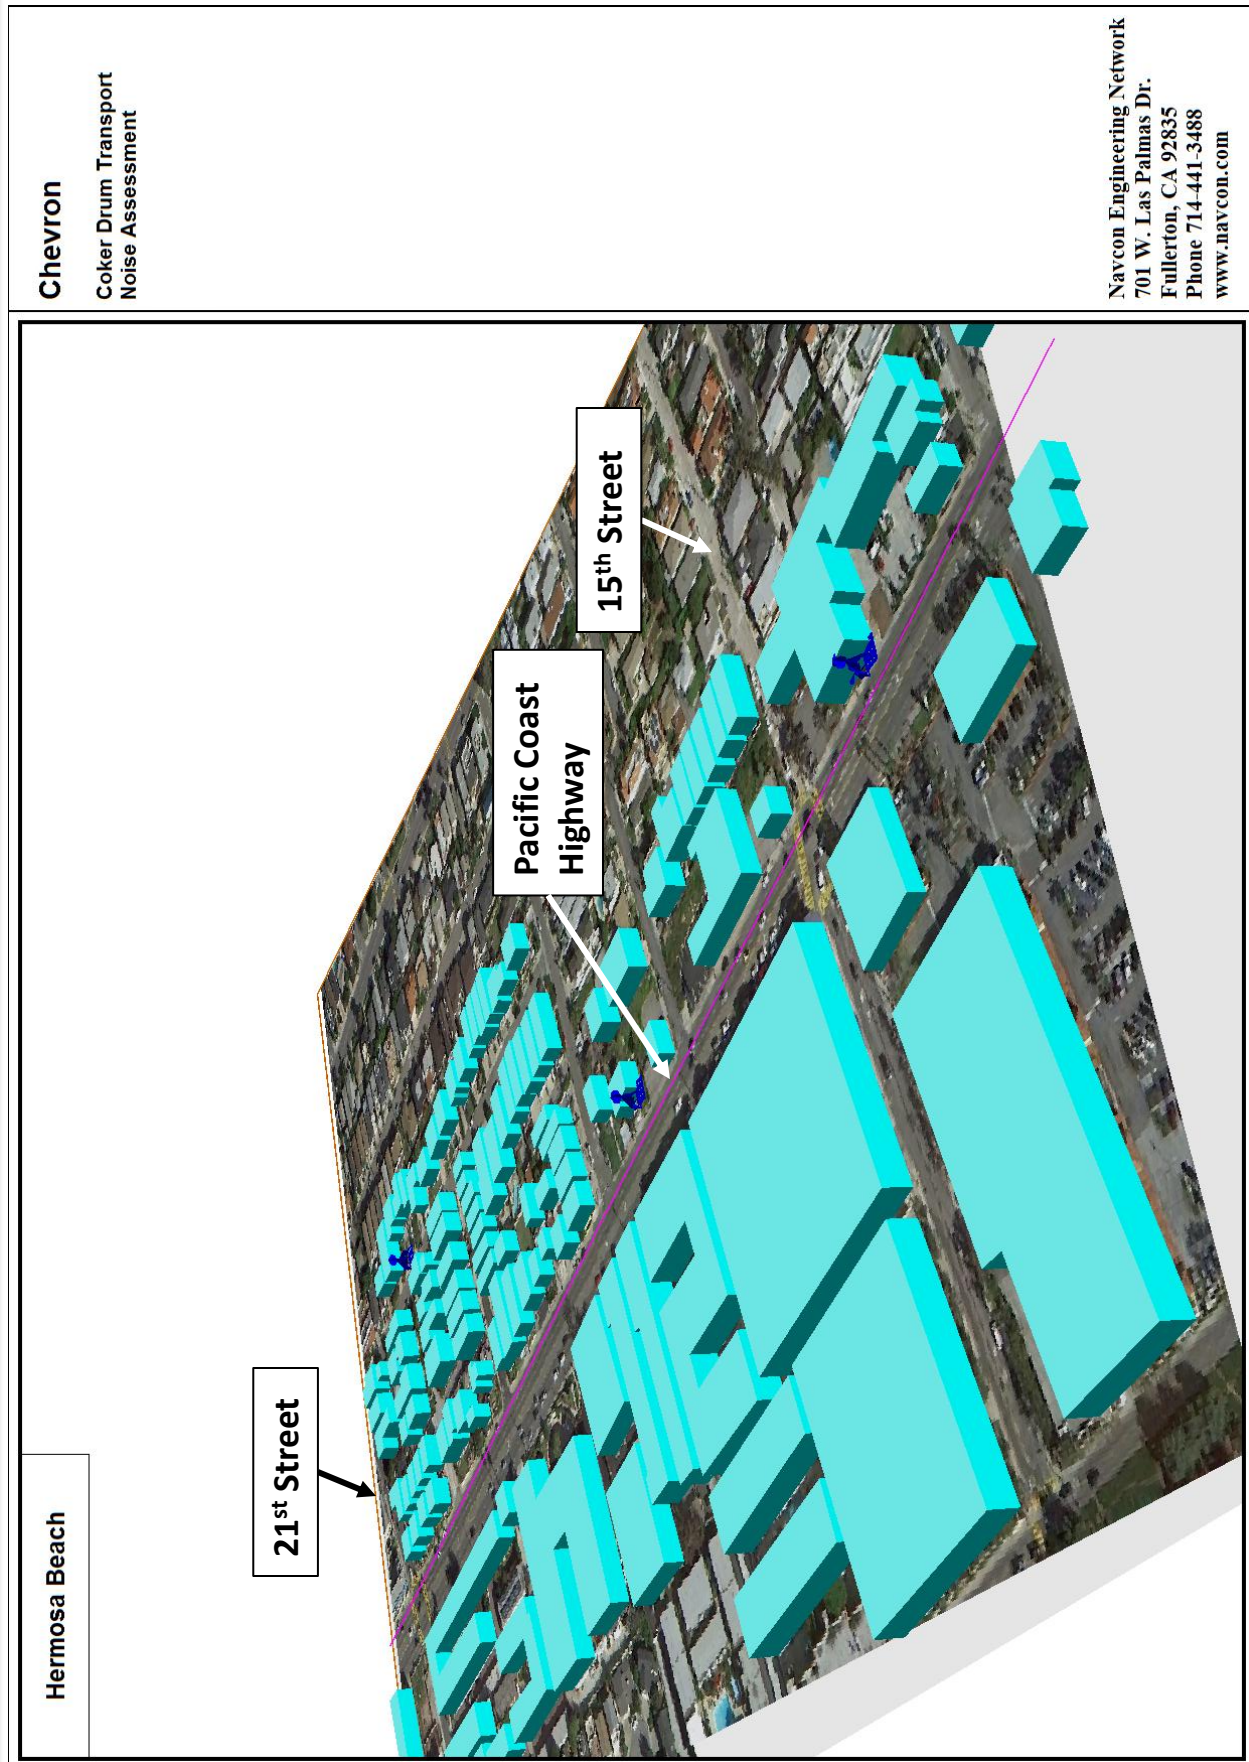 Hermosa Beach
21st Street
Pacific Coast
Highway
15th Street
Chevron
Coker Drum Transport
Noise Assessment
Navcon Engineering Network
701 W. Las Palmas Dr.
Fullerton, CA 92835
Phone 714-441-3488
www.navcon.com